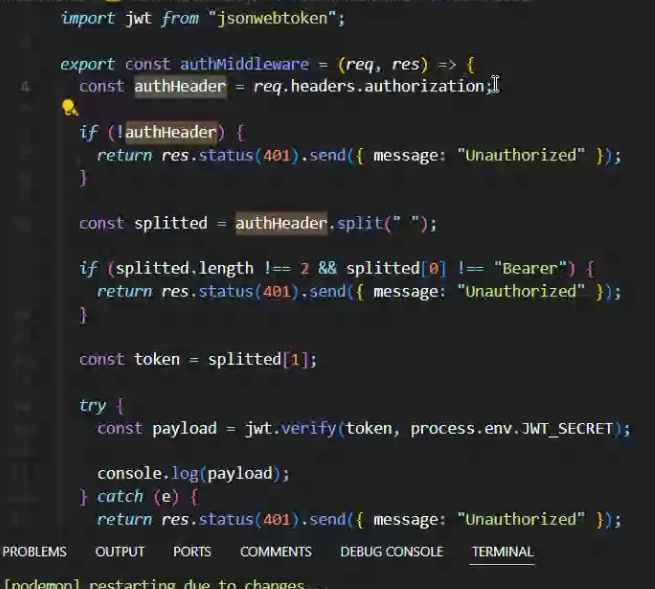 import jwt from "jsonwebtoken";
export const authMiddleware = (req, res) => {
4 const authHeader = req.headers.authorization;
if (!authHeader) {
return res.status(401).send({ message: "Unauthorized" });
}
const splitted = authHeader.split(" ");
if (splitted.length !== 2 && splitted[0] !== "Bearer") {
return res.status(401).send({ message: "Unauthorized" });
}
const token = splitted[1];
try {
const payload = jwt.verify(token, process.env.JWT_SECRET);
console.log(payload);
} catch (e) {
return res.status(401).send({ message: "Unauthorized" });
PROBLEMS OUTPUT PORTS COMMENTS DEBUG CONSOLE TERMINAL
[nodemon] restarting due to changes...